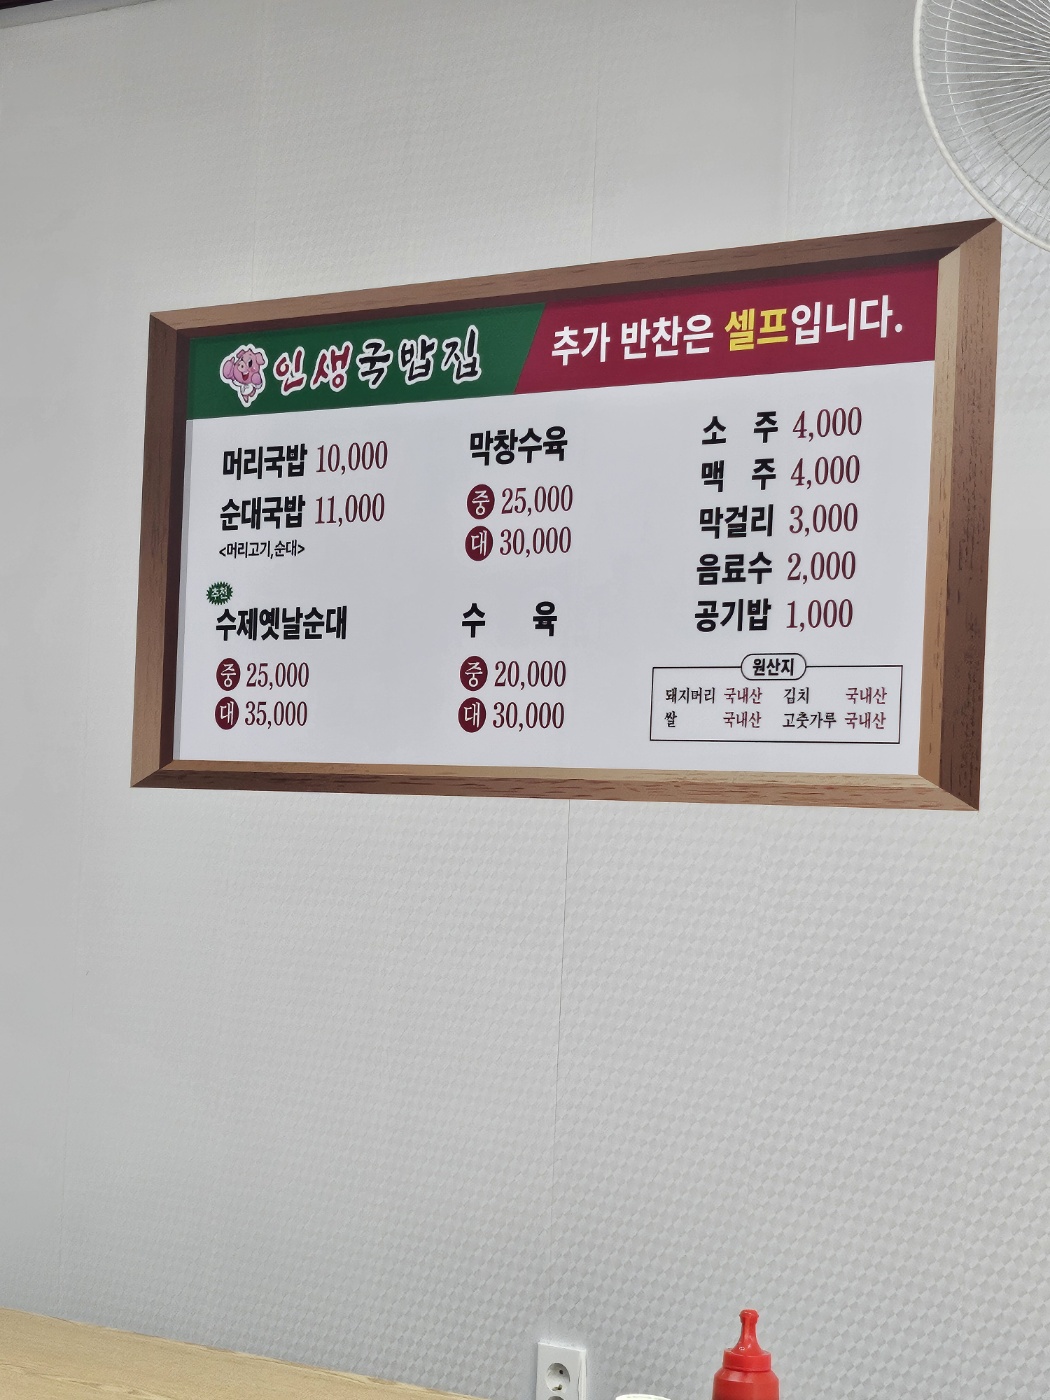 인생국밥집
추가 반찬은 셀프입니다.
머리국밥 10,000
순대국밥 11,000
<머리고기,순대>
추천
수제옛날순대
중 25,000
대 35,000
막창수육
중 25,000
대 30,000
수 육
중 20,000
대 30,000
소 주 4,000
맥 주 4,000
막걸리 3,000
음료수 2,000
공기밥 1,000
원산지
돼지머리 국내산 김치 국내산
쌀 국내산 고춧가루 국내산